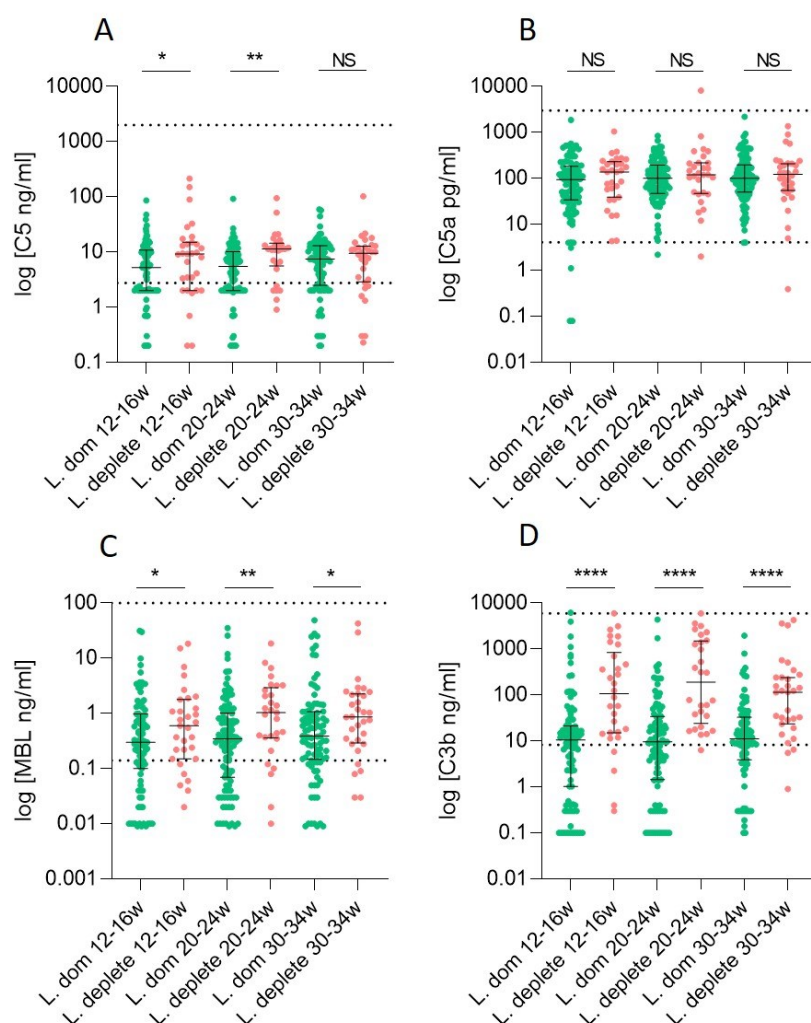 A
* ** NS
log [C5 ng/ml]
10000
1000
100
10
1
0.1
L. dom 12-16w
L. deplete 12-16w
L. dom 20-24w
L. deplete 20-24w
L. dom 30-34w
L. deplete 30-34w
B
NS NS NS
log [C5a pg/ml]
10000
1000
100
10
1
0.1
0.01
L. dom 12-16w
L. deplete 12-16w
L. dom 20-24w
L. deplete 20-24w
L. dom 30-34w
L. deplete 30-34w
C
* ** *
log [MBL ng/ml]
100
10
1
0.1
0.01
0.001
L. dom 12-16w
L. deplete 12-16w
L. dom 20-24w
L. deplete 20-24w
L. dom 30-34w
L. deplete 30-34w
D
**** **** ****
log [C3b ng/ml]
10000
1000
100
10
1
0.1
0.01
L. dom 12-16w
L. deplete 12-16w
L. dom 20-24w
L. deplete 20-24w
L. dom 30-34w
L. deplete 30-34w